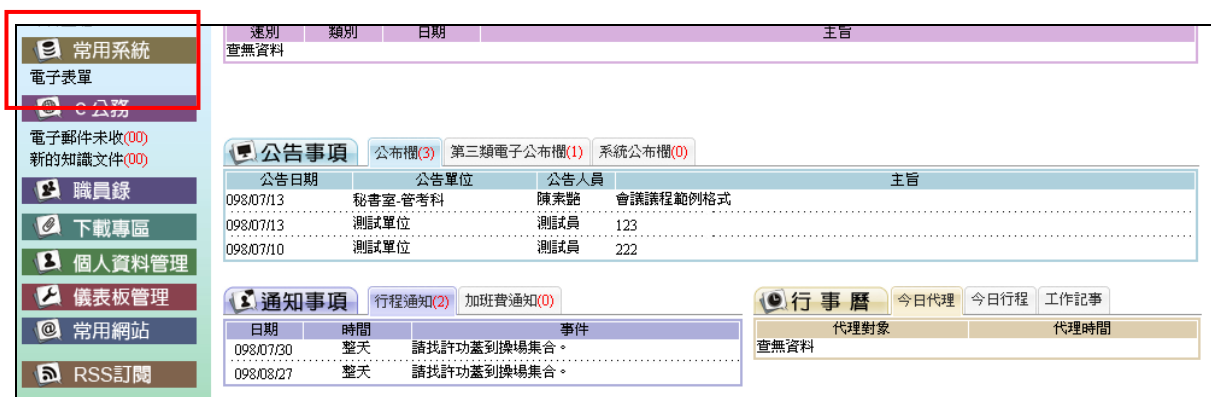 常用系統
電子表單
e 公務
電子郵件未收(00)
新的知識文件(00)
職員錄
下載專區
個人資料管理
儀表板管理
常用網站
RSS訂閱
速別 類別 日期 主旨
查無資料
公告事項 公布欄(3) 第三類電子公布欄(1) 系統公布欄(0)
公告日期 公告單位 公告人員 主旨
098/07/13 秘書室-管考科 陳素豔 會議議程範例格式
098/07/13 測試單位 測試員 123
098/07/10 測試單位 測試員 222
通知事項 行程通知(2) 加班費通知(0)
日期 時間 事件
098/07/30 整天 請找許功蓋到操場集合。
098/08/27 整天 請找許功蓋到操場集合。
行事曆 今日代理 今日行程 工作記事
代理對象 代理時間
查無資料